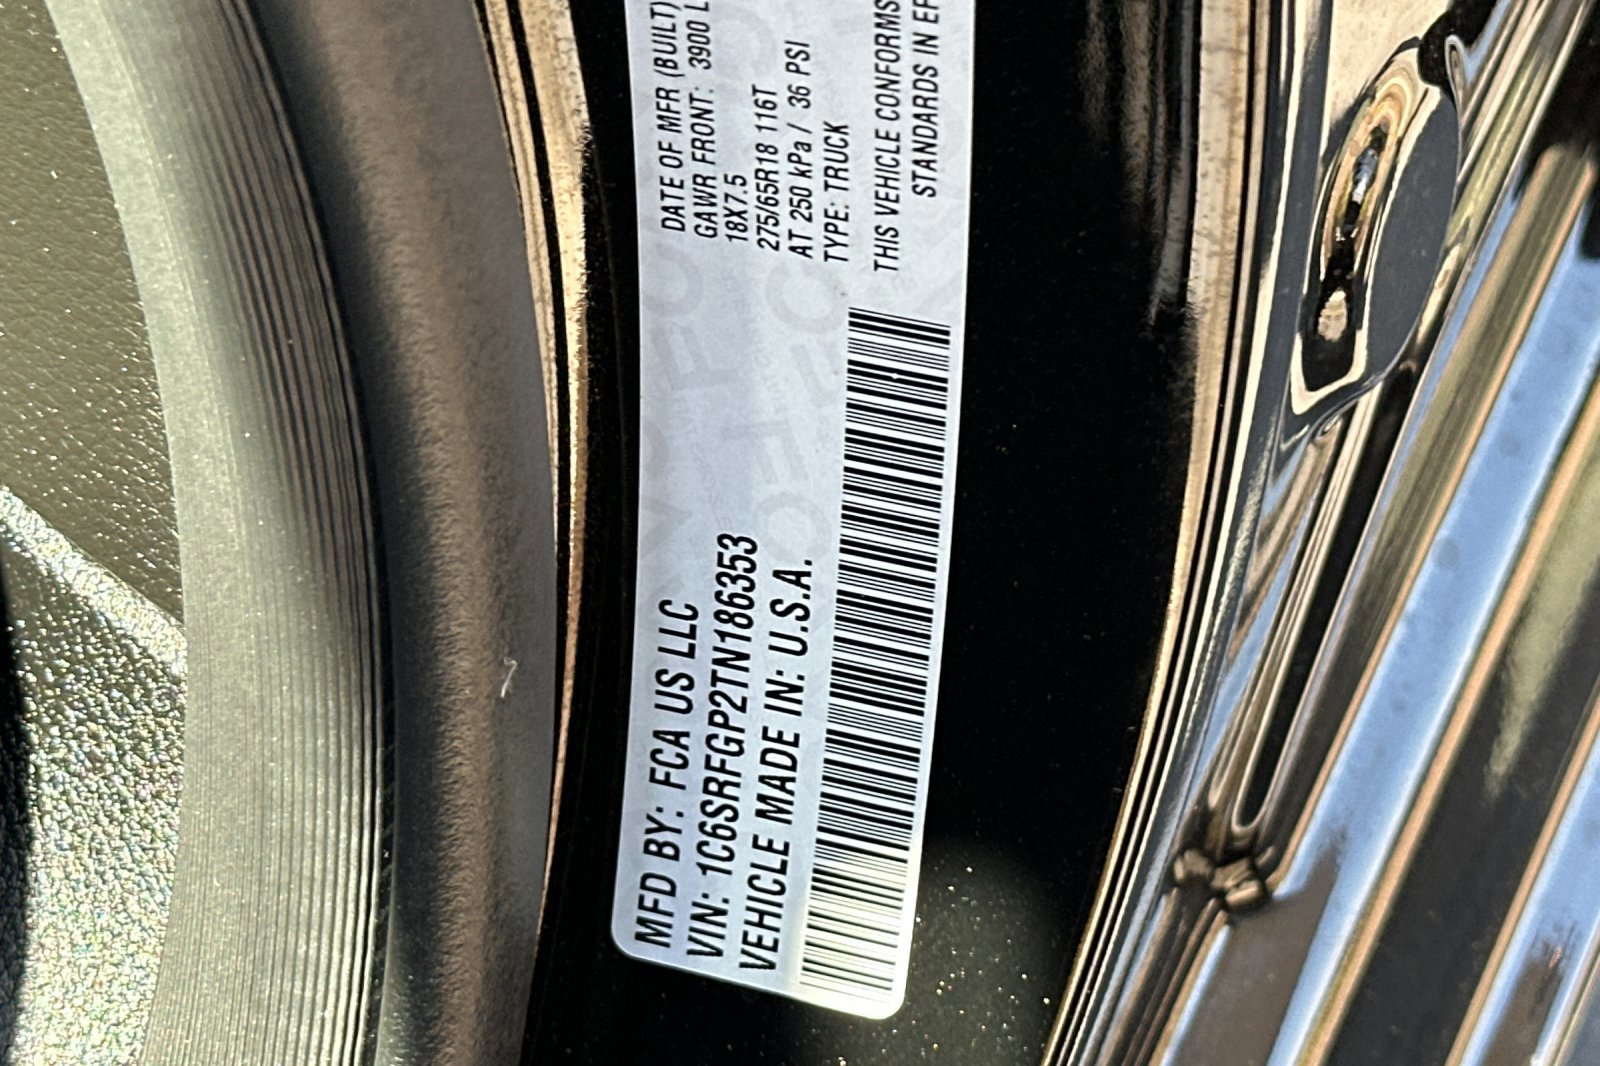 MFD BY: FCA US LLC
VIN: 1C6SRFGP2TN186353
VEHICLE MADE IN: U.S.A.
DATE OF MFR (BUILT)
GAWR FRONT: 3900 L
18X7.5
275/65R18 116T
AT 250 kPa / 36 PSI
TYPE: TRUCK
THIS VEHICLE CONFORMS
STANDARDS IN EF